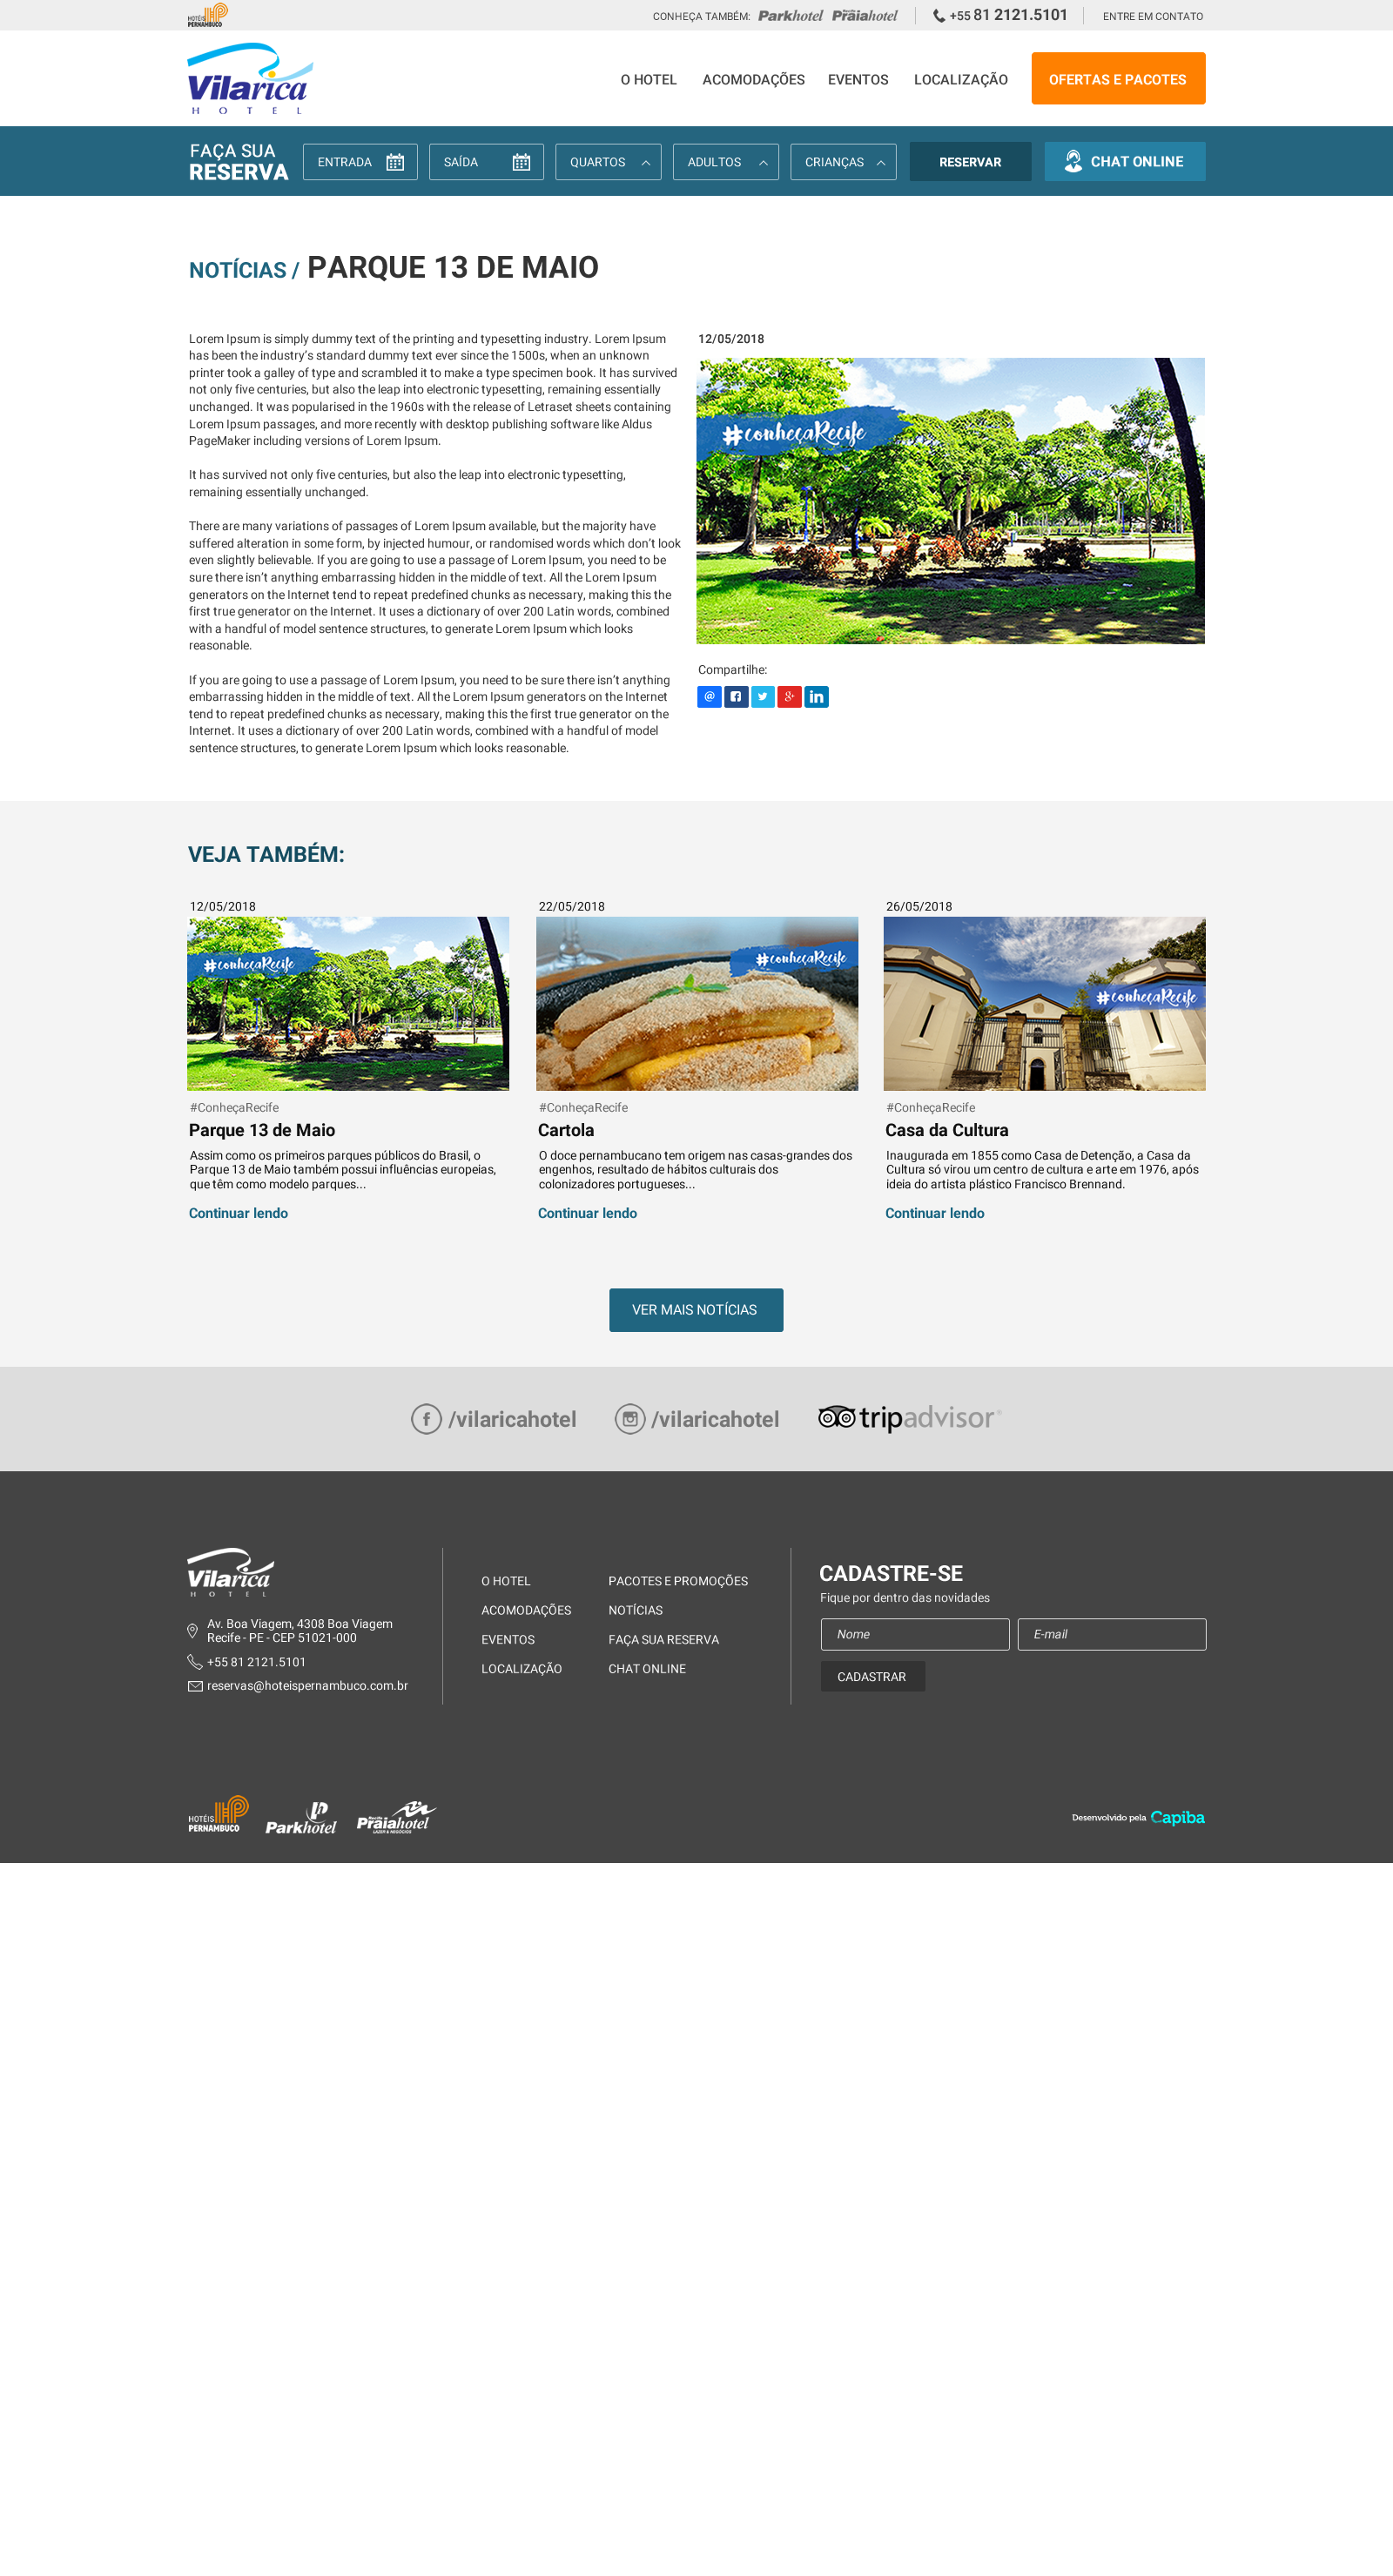 HOTÉIS
PERNAMBUCO
CONHEÇA TAMBÉM: Parkhotel Praiahotel
+55 81 2121.5101
ENTRE EM CONTATO
Vilarica
HOTEL
O HOTEL ACOMODAÇÕES EVENTOS LOCALIZAÇÃO OFERTAS E PACOTES
FAÇA SUA
RESERVA
ENTRADA SAÍDA QUARTOS ADULTOS CRIANÇAS RESERVAR CHAT ONLINE
NOTÍCIAS / PARQUE 13 DE MAIO
Lorem Ipsum is simply dummy text of the printing and typesetting industry. Lorem Ipsum
has been the industry's standard dummy text ever since the 1500s, when an unknown
printer took a galley of type and scrambled it to make a type specimen book. It has survived
not only five centuries, but also the leap into electronic typesetting, remaining essentially
unchanged. It was popularised in the 1960s with the release of Letraset sheets containing
Lorem Ipsum passages, and more recently with desktop publishing software like Aldus
PageMaker including versions of Lorem Ipsum.
It has survived not only five centuries, but also the leap into electronic typesetting,
remaining essentially unchanged.
There are many variations of passages of Lorem Ipsum available, but the majority have
suffered alteration in some form, by injected humour, or randomised words which don't look
even slightly believable. If you are going to use a passage of Lorem Ipsum, you need to be
sure there isn't anything embarrassing hidden in the middle of text. All the Lorem Ipsum
generators on the Internet tend to repeat predefined chunks as necessary, making this the
first true generator on the Internet. It uses a dictionary of over 200 Latin words, combined
with a handful of model sentence structures, to generate Lorem Ipsum which looks
reasonable.
If you are going to use a passage of Lorem Ipsum, you need to be sure there isn't anything
embarrassing hidden in the middle of text. All the Lorem Ipsum generators on the Internet
tend to repeat predefined chunks as necessary, making this the first true generator on the
Internet. It uses a dictionary of over 200 Latin words, combined with a handful of model
sentence structures, to generate Lorem Ipsum which looks reasonable.
12/05/2018
#conheçaRecife
Compartilhe:
VEJA TAMBÉM:
12/05/2018
#conheçaRecife
#ConheçaRecife
Parque 13 de Maio
Assim como os primeiros parques públicos do Brasil, o
Parque 13 de Maio também possui influências europeias,
que têm como modelo parques...
Continuar lendo
22/05/2018
#conheçaRecife
#ConheçaRecife
Cartola
O doce pernambucano tem origem nas casas-grandes dos
engenhos, resultado de hábitos culturais dos
colonizadores portugueses...
Continuar lendo
26/05/2018
#conheçaRecife
#ConheçaRecife
Casa da Cultura
Inaugurada em 1855 como Casa de Detenção, a Casa da
Cultura só virou um centro de cultura e arte em 1976, após
ideia do artista plástico Francisco Brennand.
Continuar lendo
VER MAIS NOTÍCIAS
/vilaricahotel /vilaricahotel tripadvisor®
Vilarica
HOTEL
Av. Boa Viagem, 4308 Boa Viagem
Recife - PE - CEP 51021-000
+55 81 2121.5101
reservas@hoteispernambuco.com.br
O HOTEL
ACOMODAÇÕES
EVENTOS
LOCALIZAÇÃO
PACOTES E PROMOÇÕES
NOTÍCIAS
FAÇA SUA RESERVA
CHAT ONLINE
CADASTRE-SE
Fique por dentro das novidades
Nome E-mail
CADASTRAR
HOTÉIS
PERNAMBUCO
Parkhotel
Recife
Praiahotel
LAZER & NEGÓCIOS
Desenvolvido pela Capiba